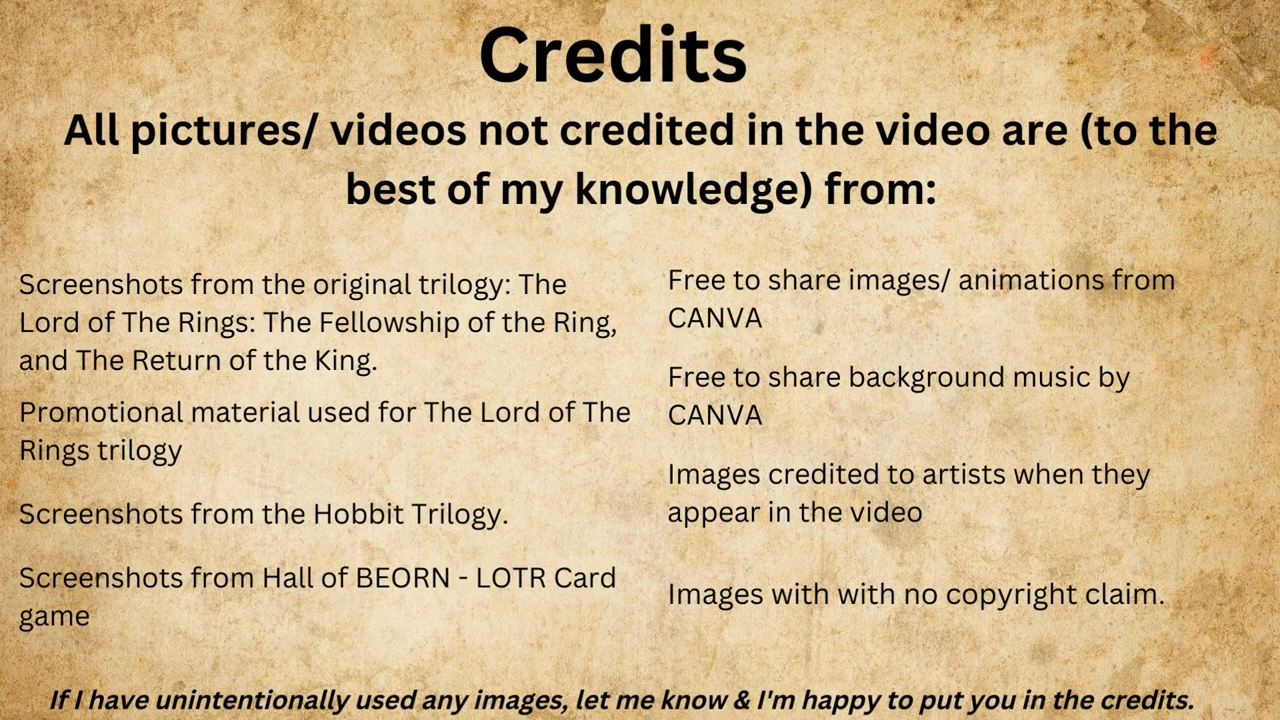 Credits
All pictures/ videos not credited in the video are (to the
best of my knowledge) from:
Screenshots from the original trilogy: The
Lord of The Rings: The Fellowship of the Ring,
and The Return of the King.
Promotional material used for The Lord of The
Rings trilogy
Screenshots from the Hobbit Trilogy.
Screenshots from Hall of BEORN - LOTR Card
game
Free to share images/ animations from
CANVA
Free to share background music by
CANVA
Images credited to artists when they
appear in the video
Images with with no copyright claim.
If I have unintentionally used any images, let me know & I'm happy to put you in the credits.